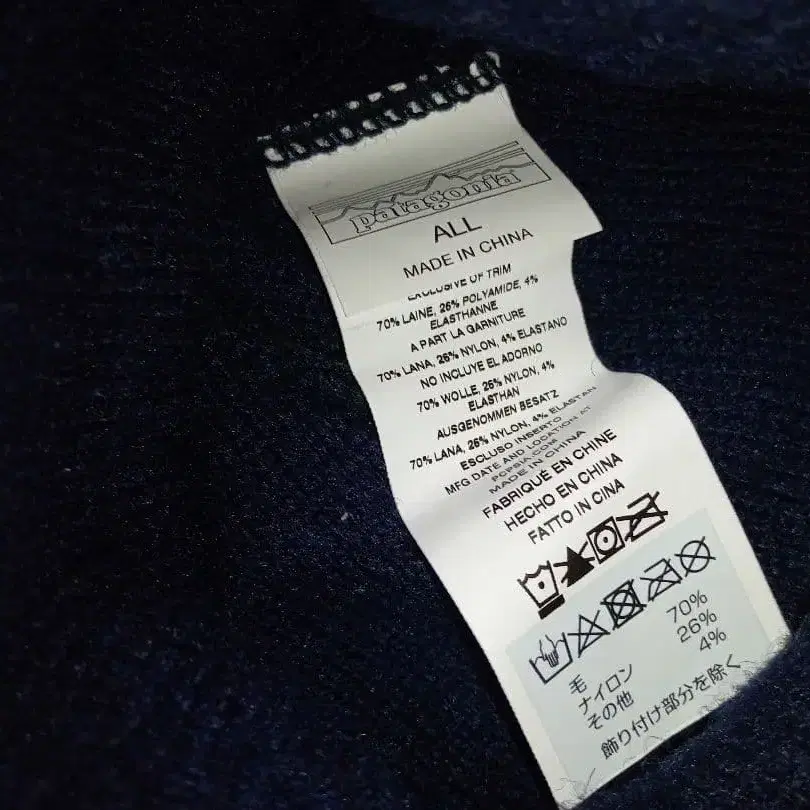 patagonia
ALL
MADE IN CHINA
EXCLUSIVE OF TRIM
70% LAINE, 26% POLYAMIDE, 4%
ELASTHANNE
A PART LA GARNITURE
70% LANA, 26% NYLON, 4% ELASTANO
NO INCLUYE EL ADORNO
70% WOLLE, 26% NYLON, 4%
ELASTHAN
AUSGENOMMEN BESATZ
70% LANA, 26% NYLON, 4% ELASTAN
ESCLUSO INSERTO
MFG DATE AND LOCATION AT
MADE IN CHINA
FABRIQUÉ EN CHINE
HECHO EN CHINA
FATTO IN CINA
毛 70%
ナイロン 26%
その他 4%
飾り付け部分を除く